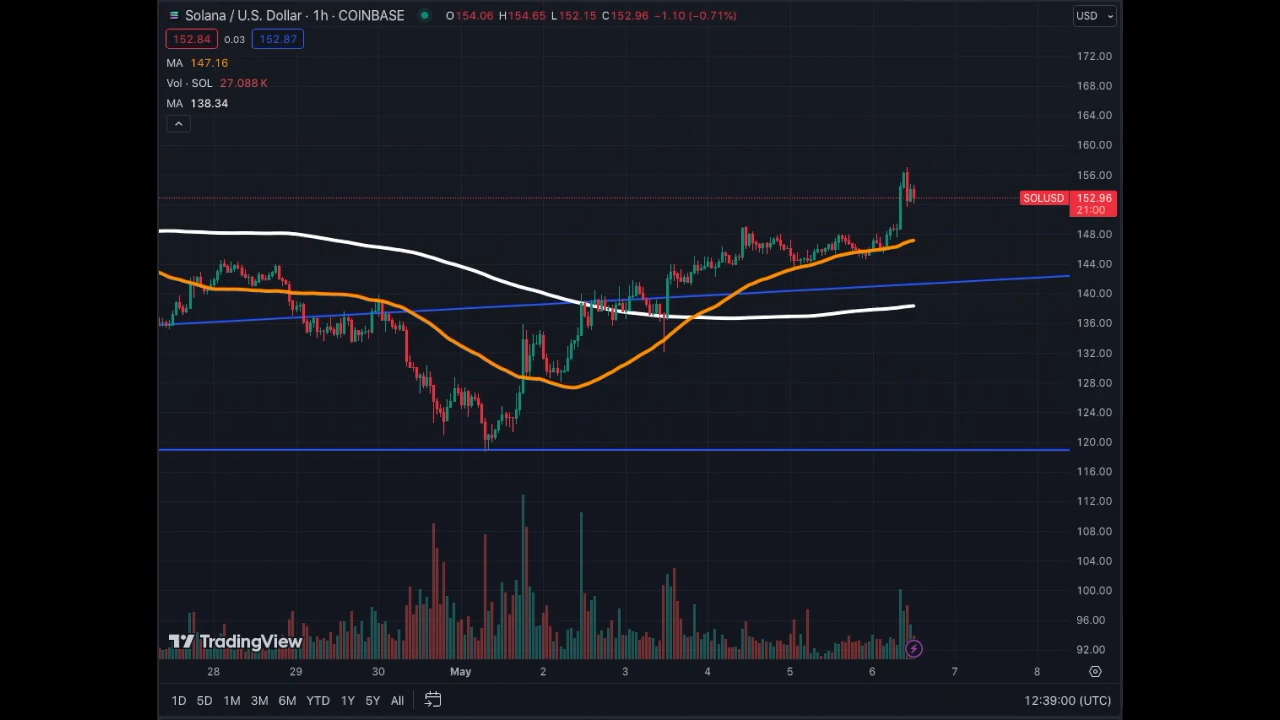 Solana / U.S. Dollar · 1h · COINBASE O154.06 H154.65 L152.15 C152.96 −1.10 (−0.71%)
USD
152.84 0.03 152.87
MA 147.16
Vol · SOL 27.088K
MA 138.34
172.00
168.00
164.00
160.00
156.00
SOLUSD 152.96
21:00
148.00
144.00
140.00
136.00
132.00
128.00
124.00
120.00
116.00
112.00
108.00
104.00
100.00
96.00
92.00
TradingView
28 29 30 May 2 3 4 5 6 7 8
1D 5D 1M 3M 6M YTD 1Y 5Y All 12:39:00 (UTC)